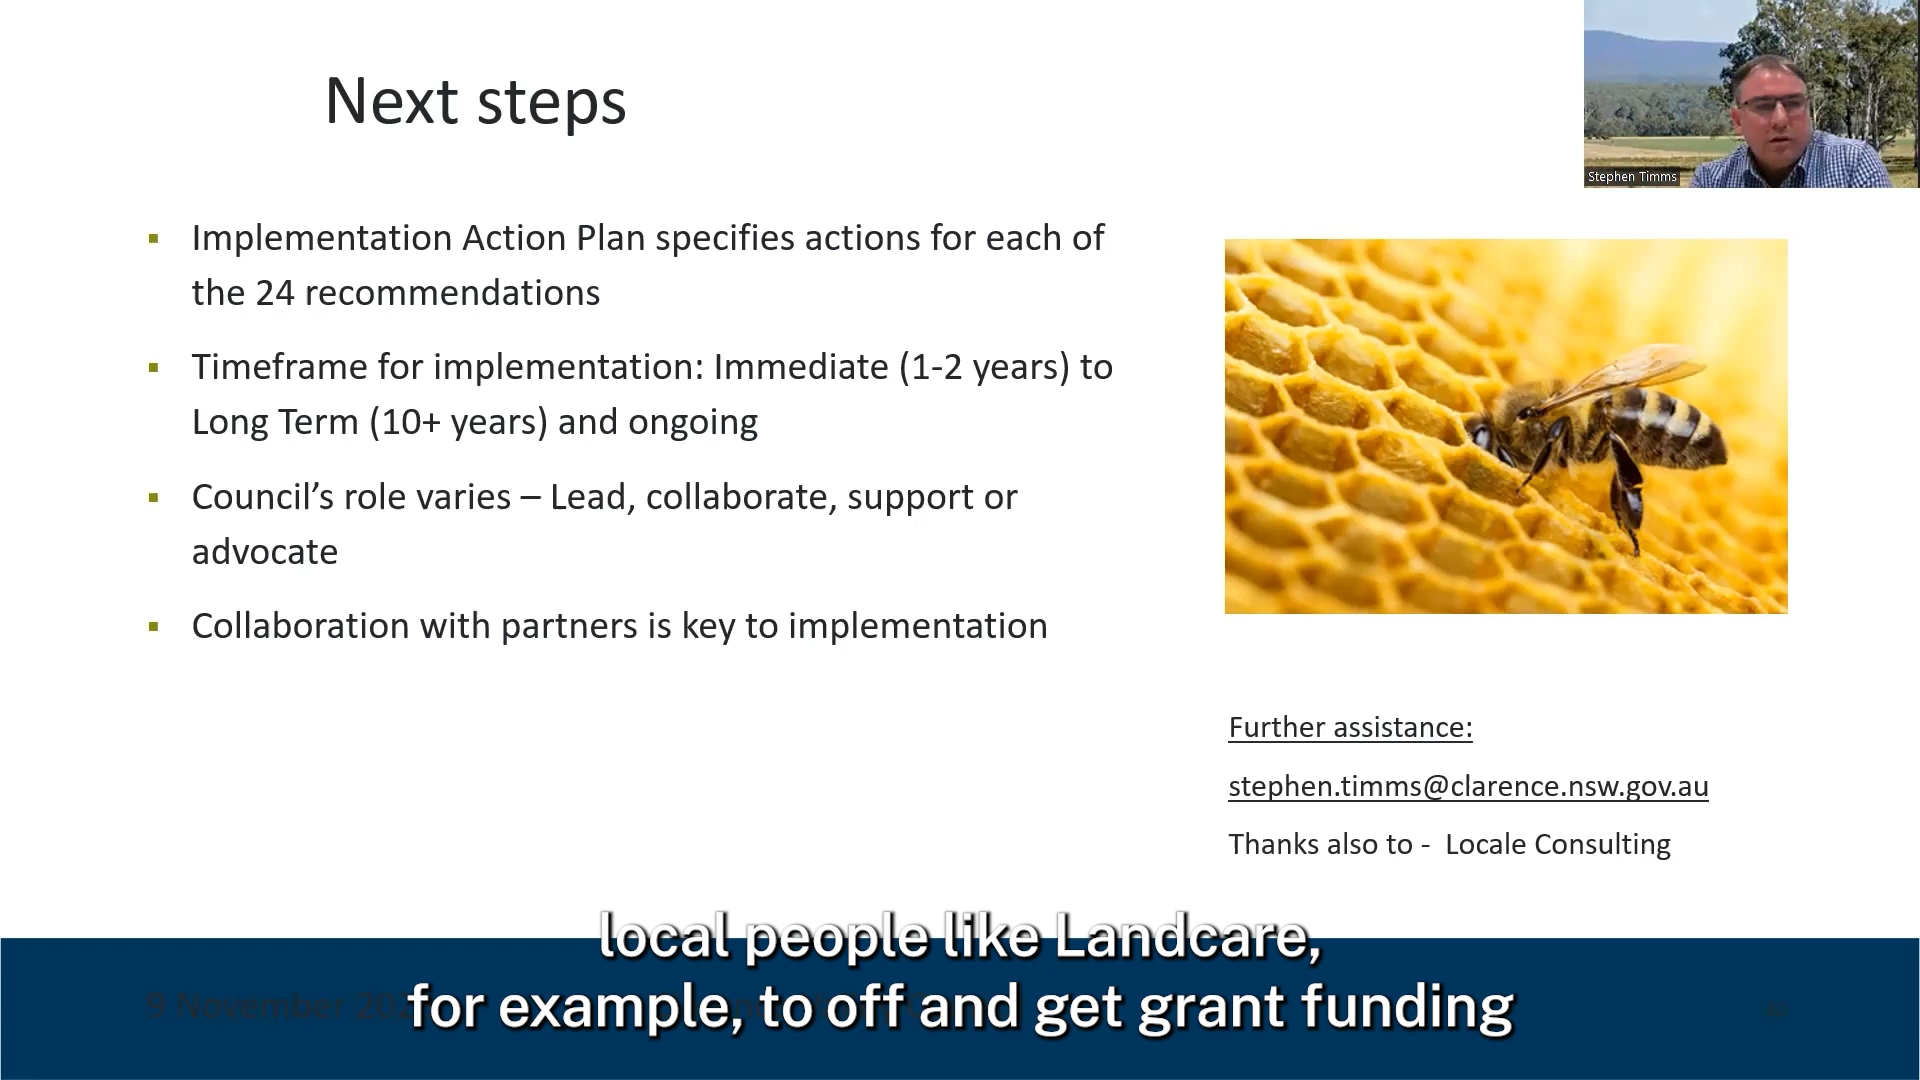 Next steps
Stephen Timms
Implementation Action Plan specifies actions for each of
the 24 recommendations
Timeframe for implementation: Immediate (1-2 years) to
Long Term (10+ years) and ongoing
Council’s role varies – Lead, collaborate, support or
advocate
Collaboration with partners is key to implementation
Further assistance:
stephen.timms@clarence.nsw.gov.au
Thanks also to - Locale Consulting
local people like Landcare,
for example, to off and get grant funding
9 November